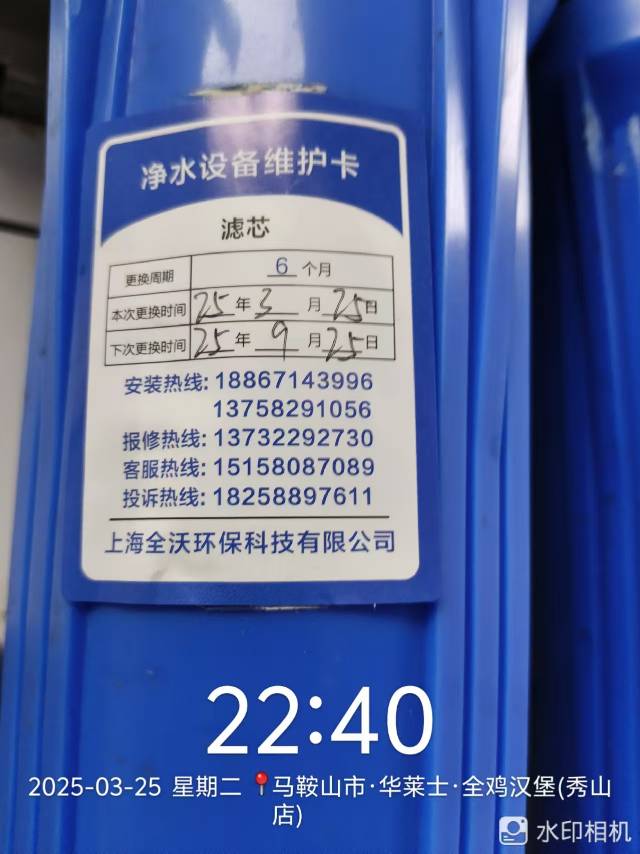 净水设备维护卡
滤芯
更换周期 6 个月
本次更换时间 25 年 3 月 25 日
下次更换时间 25 年 9 月 25 日
安装热线: 18867143996
13758291056
报修热线: 13732292730
客服热线: 15158087089
投诉热线: 18258897611
上海全沃环保科技有限公司
22:40
2025-03-25 星期二 马鞍山市·华莱士·全鸡汉堡(秀山
店)
水印相机